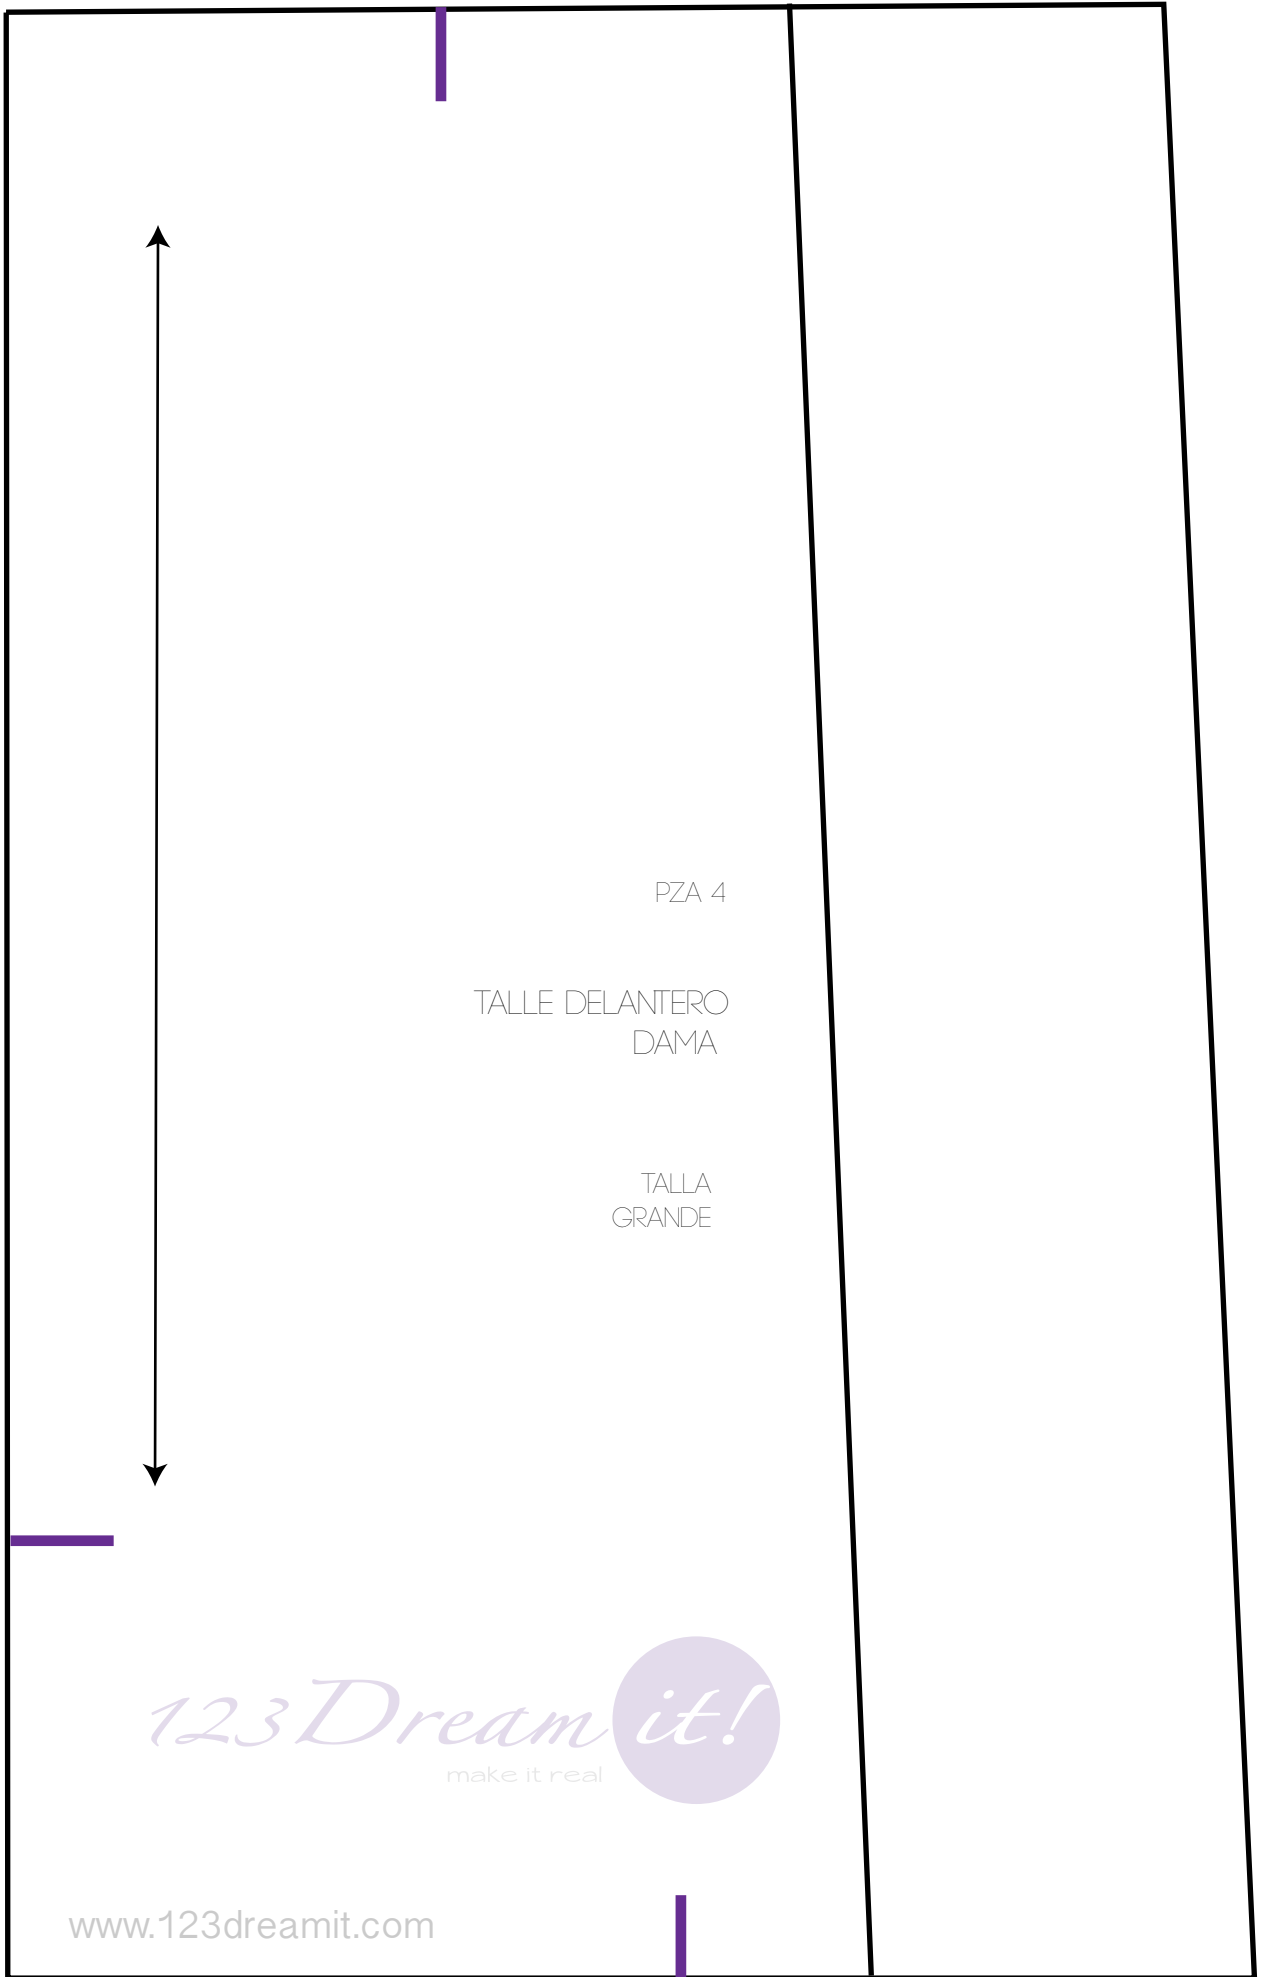 PZA 4
TALLE DELANTERO
DAMA
TALLA
GRANDE
123Dream it!
make it real
www.123dreamit.com